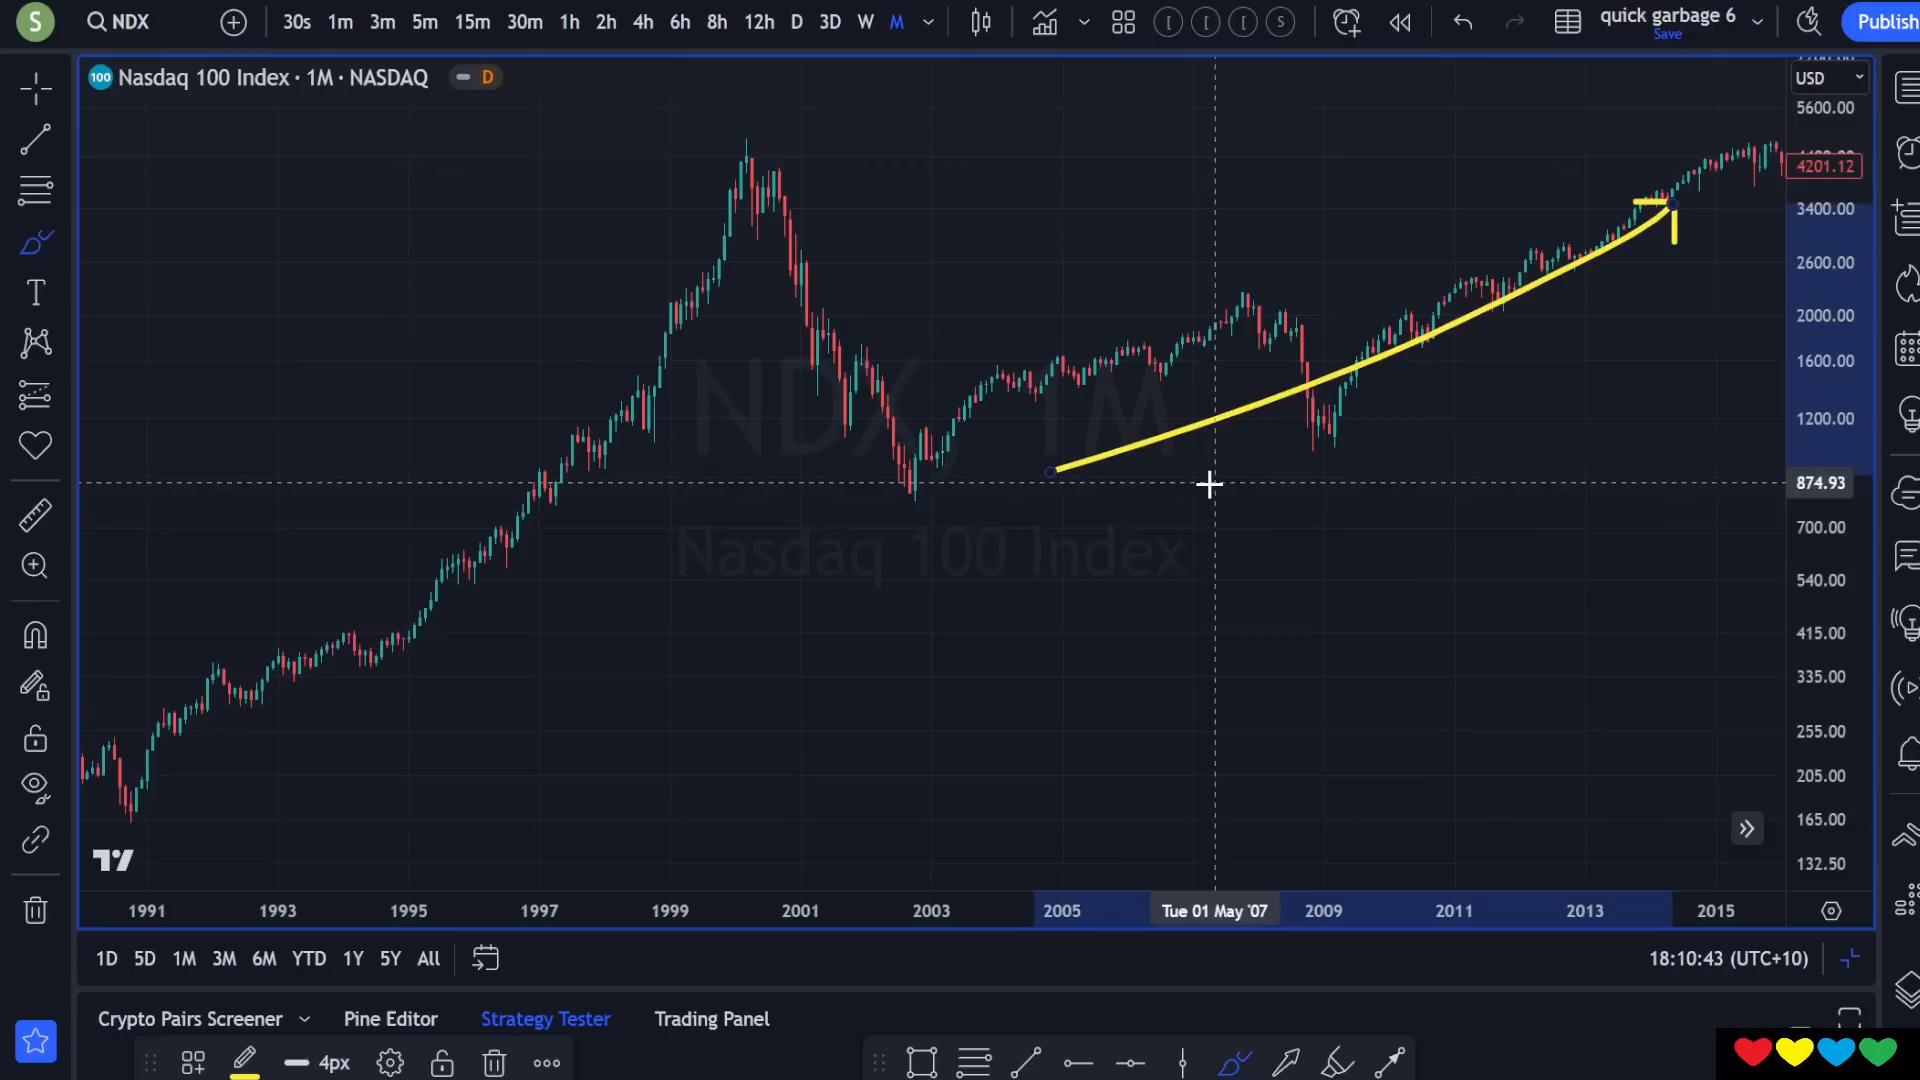 S
NDX
30s 1m 3m 5m 15m 30m 1h 2h 4h 6h 8h 12h D 3D W M
quick garbage 6
Save
Publish
100 Nasdaq 100 Index · 1M · NASDAQ
D
USD
5600.00
4201.12
3400.00
2600.00
2000.00
1600.00
1200.00
874.93
700.00
540.00
415.00
335.00
255.00
205.00
165.00
132.50
NDX, 1M
Nasdaq 100 Index
1991 1993 1995 1997 1999 2001 2003 2005 Tue 01 May '07 2009 2011 2013 2015
1D 5D 1M 3M 6M YTD 1Y 5Y All
18:10:43 (UTC+10)
Crypto Pairs Screener Pine Editor Strategy Tester Trading Panel
4px